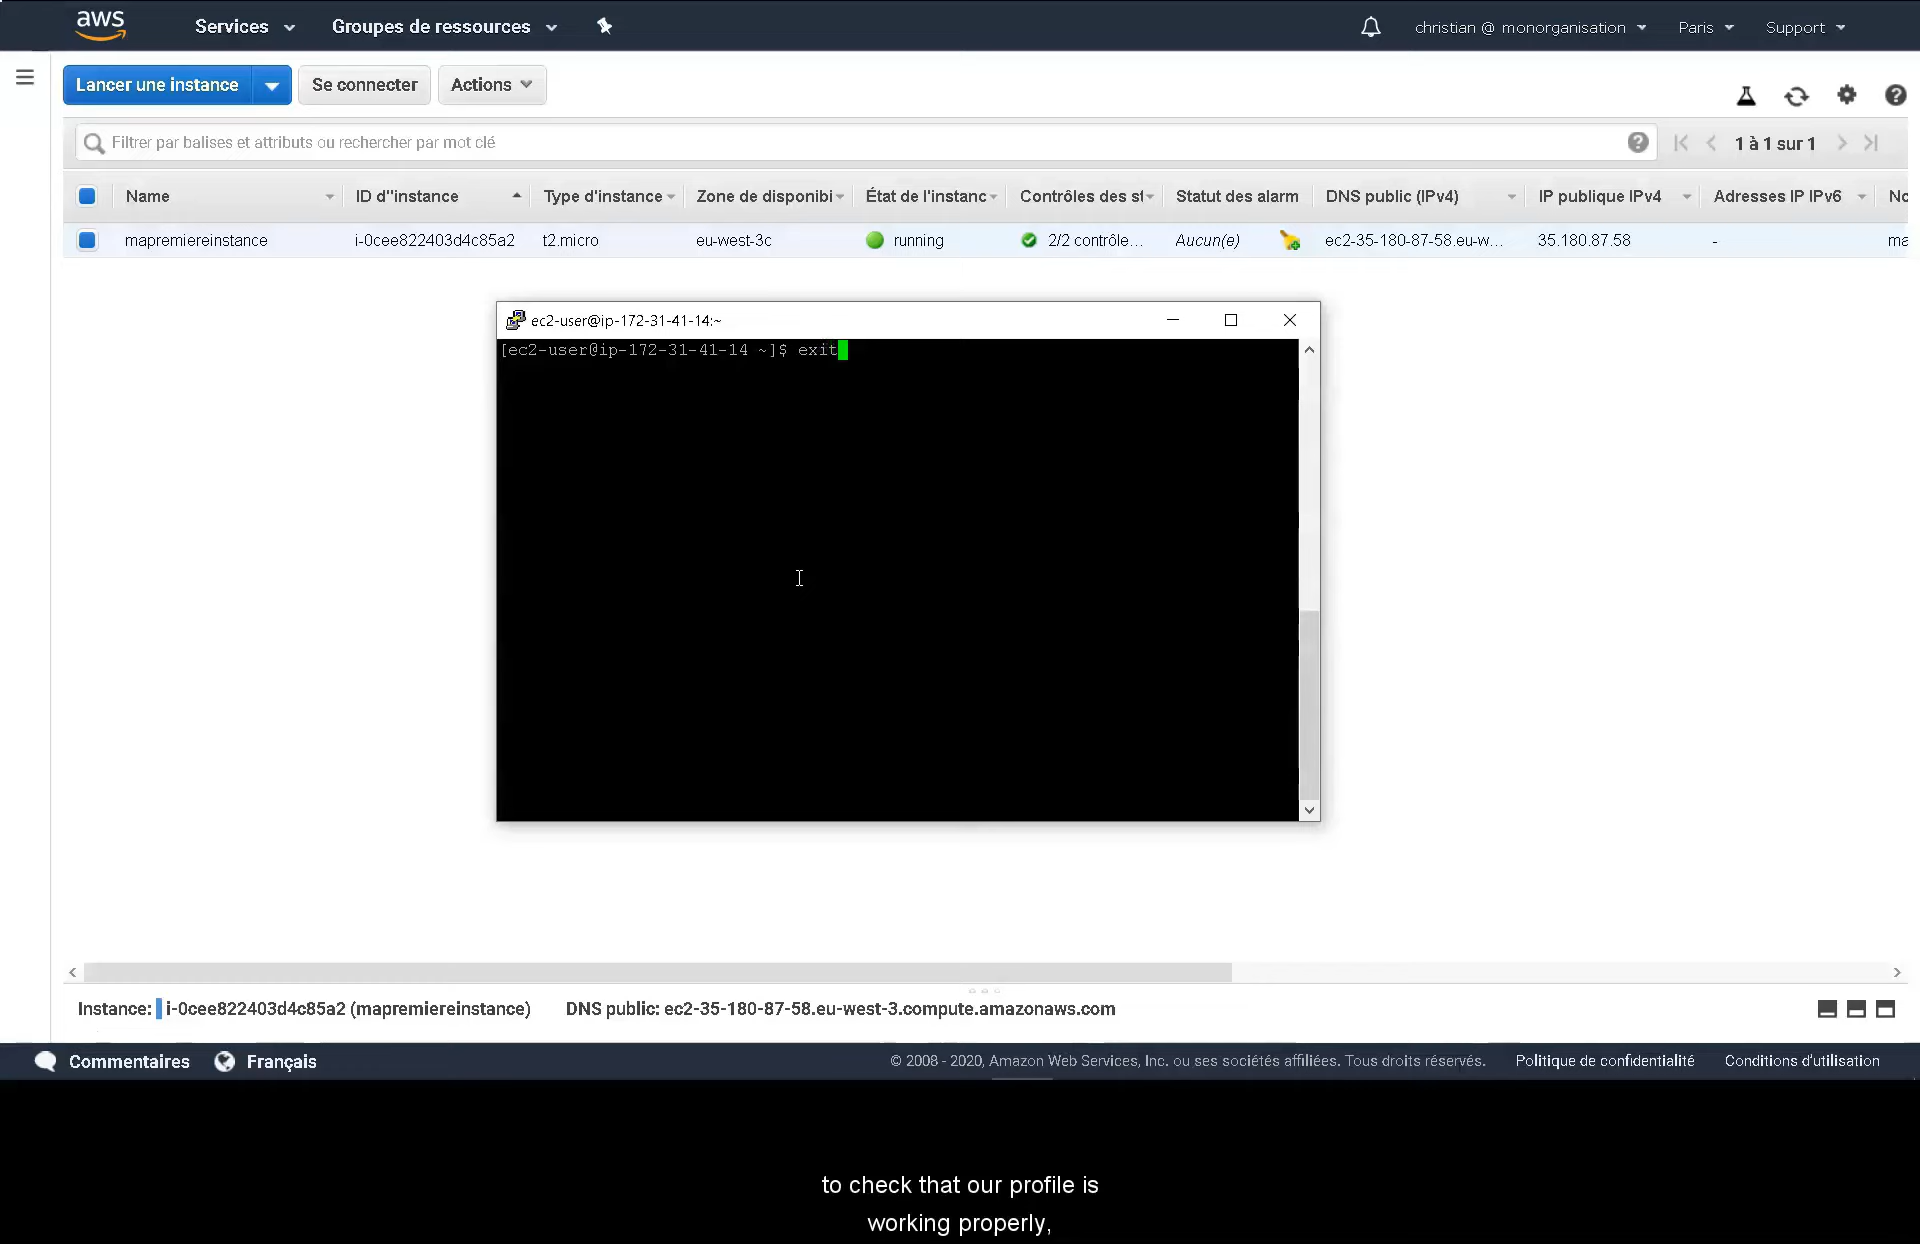 aws Services Groupes de ressources christian @ monorganisation Paris Support
Lancer une instance Se connecter Actions
Filtrer par balises et attributs ou rechercher par mot clé 1 à 1 sur 1
Name ID d''instance Type d'instance Zone de disponibi État de l'instanc Contrôles des st Statut des alarm DNS public (IPv4) IP publique IPv4 Adresses IP IPv6 No
mapremiereinstance i-0cee822403d4c85a2 t2.micro eu-west-3c running 2/2 contrôle... Aucun(e) ec2-35-180-87-58.eu-w... 35.180.87.58 - ma
ec2-user@ip-172-31-41-14:~
[ec2-user@ip-172-31-41-14 ~]$ exit
Instance: i-0cee822403d4c85a2 (mapremiereinstance) DNS public: ec2-35-180-87-58.eu-west-3.compute.amazonaws.com
Commentaires Français © 2008 - 2020, Amazon Web Services, Inc. ou ses sociétés affiliées. Tous droits réservés. Politique de confidentialité Conditions d'utilisation
to check that our profile is
working properly,